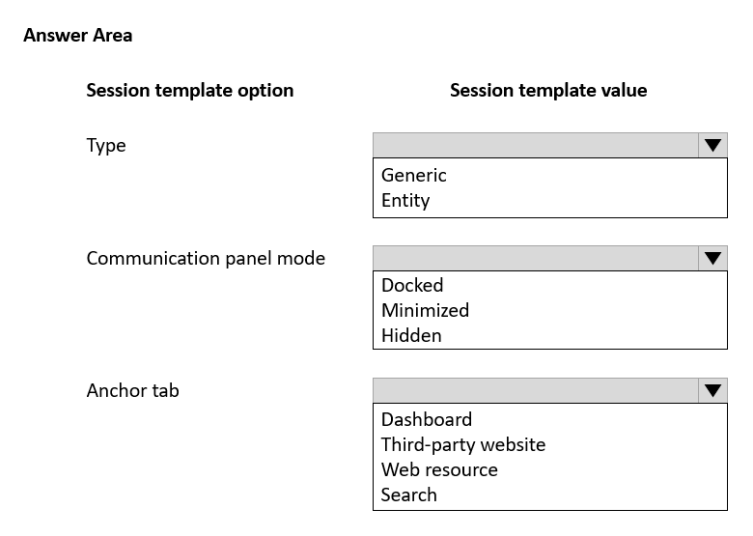 Answer Area
Session template option Session template value
Type
Generic
Entity
Communication panel mode
Docked
Minimized
Hidden
Anchor tab
Dashboard
Third-party website
Web resource
Search